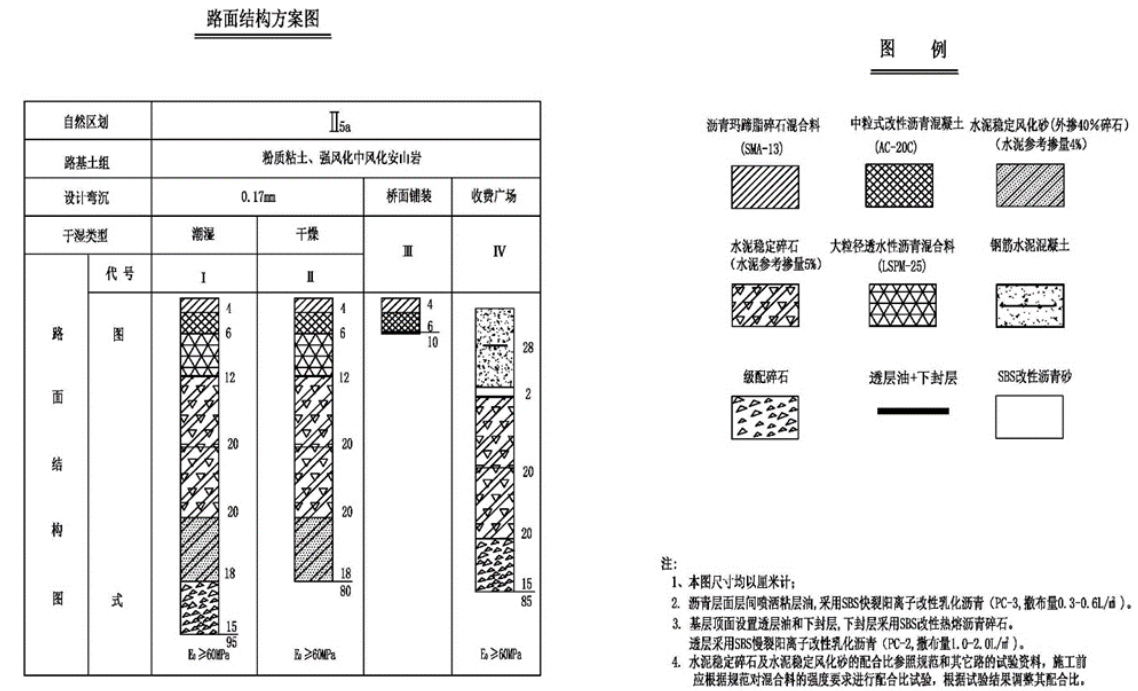 路面结构方案图
自然区划
Ⅱ5a
路基土组
粉质粘土、强风化中风化安山岩
设计弯沉
0.17mm
桥面铺装
收费广场
干湿类型
潮湿
干燥
Ⅲ
Ⅳ
代 号
Ⅰ
Ⅱ
路 面 结 构 图
图 式
4
6
12
20
20
18
15
95
E₀≥60MPa
4
6
12
20
20
18
80
E₀≥60MPa
4
6
10
28
2
20
20
15
85
E₀≥60MPa
图 例
沥青玛蹄脂碎石混合料
(SMA-13)
中粒式改性沥青混凝土
(AC-20C)
水泥稳定风化砂(外掺40%碎石)
(水泥参考掺量4%)
水泥稳定碎石
(水泥参考掺量5%)
大粒径透水性沥青混合料
(LSPM-25)
钢筋水泥混凝土
级配碎石
透层油+下封层
SBS改性沥青砂
注:
1、本图尺寸均以厘米计;
2. 沥青层面层间喷洒粘层油,采用SBS快裂阳离子改性乳化沥青(PC-3,撒布量0.3-0.6L/㎡)。
3. 基层顶面设置透层油和下封层,下封层采用SBS改性热熔沥青碎石。
透层采用SBS慢裂阳离子改性乳化沥青(PC-2,撒布量1.0-2.0L/㎡)。
4. 水泥稳定碎石及水泥稳定风化砂的配合比参照规范和其它路的试验资料,施工前
应根据规范对混合料的强度要求进行配合比试验,根据试验结果调整其配合比。